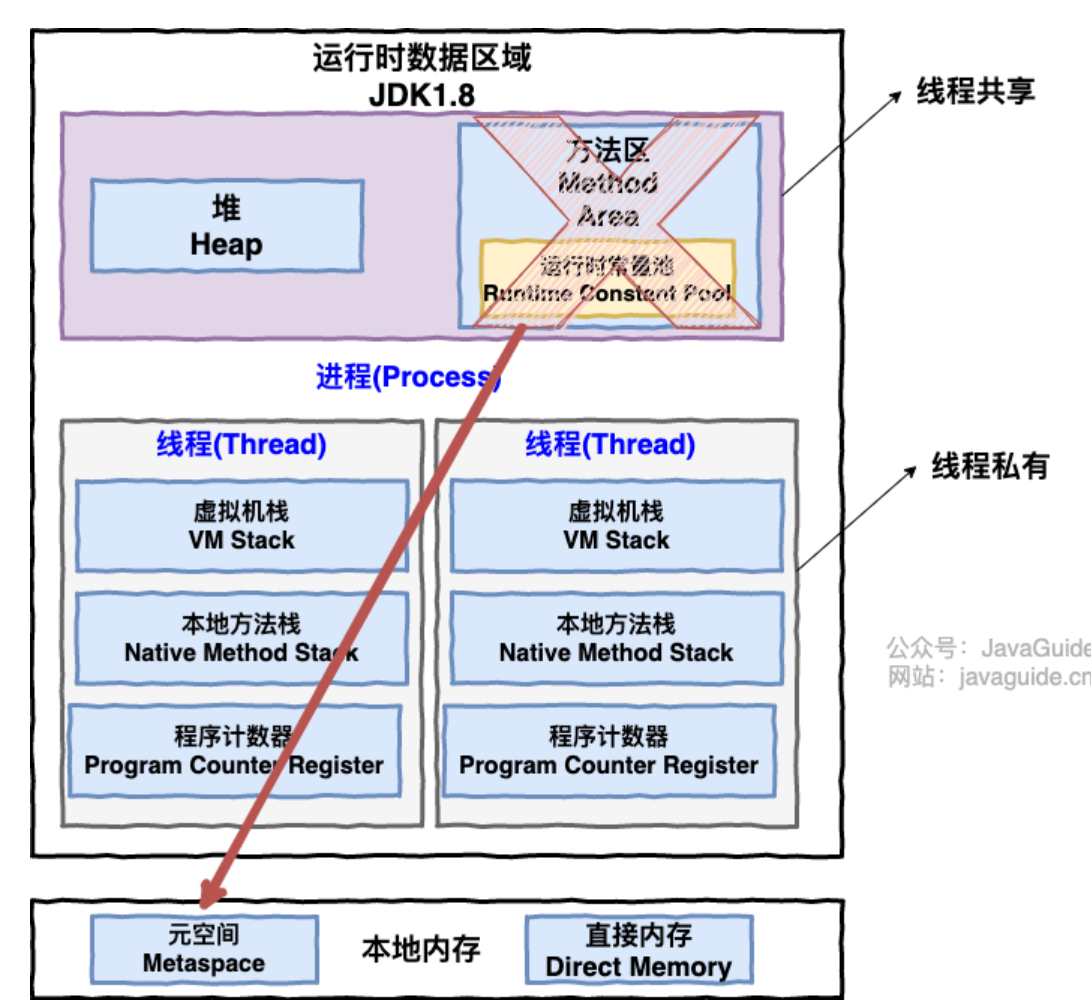 运行时数据区域
JDK1.8
线程共享
堆
Heap
方法区
Method
Area
运行时常量池
Runtime Constant Pool
进程(Process)
线程(Thread)
虚拟机栈
VM Stack
本地方法栈
Native Method Stack
程序计数器
Program Counter Register
线程(Thread)
虚拟机栈
VM Stack
本地方法栈
Native Method Stack
程序计数器
Program Counter Register
线程私有
公众号：JavaGuide
网站：javaguide.cn
元空间
Metaspace
本地内存
直接内存
Direct Memory